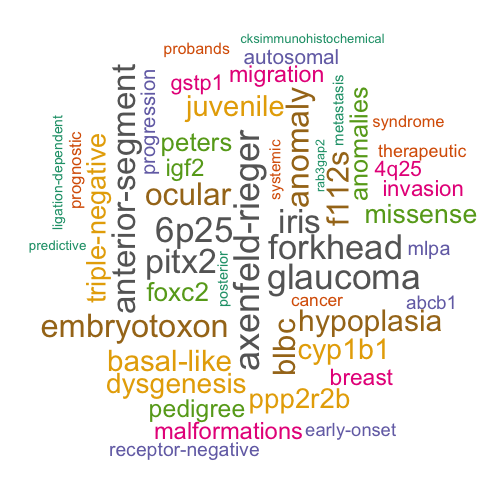 cksimmunohistochemical
probands
autosomal
migration
gstp1
progression
anterior-segment
juvenile
anomaly
metastasis
anomalies
syndrome
ligation-dependent
prognostic
triple-negative
peters
igf2
axenfeld-rieger
systemic
rab3gap2
f112s
therapeutic
4q25
invasion
ocular
missense
6p25
iris
forkhead
mlpa
predictive
pitx2
posterior
glaucoma
foxc2
cancer
abcb1
embryotoxon
blbc
hypoplasia
basal-like
cyp1b1
dysgenesis
breast
ppp2r2b
pedigree
malformations
early-onset
receptor-negative